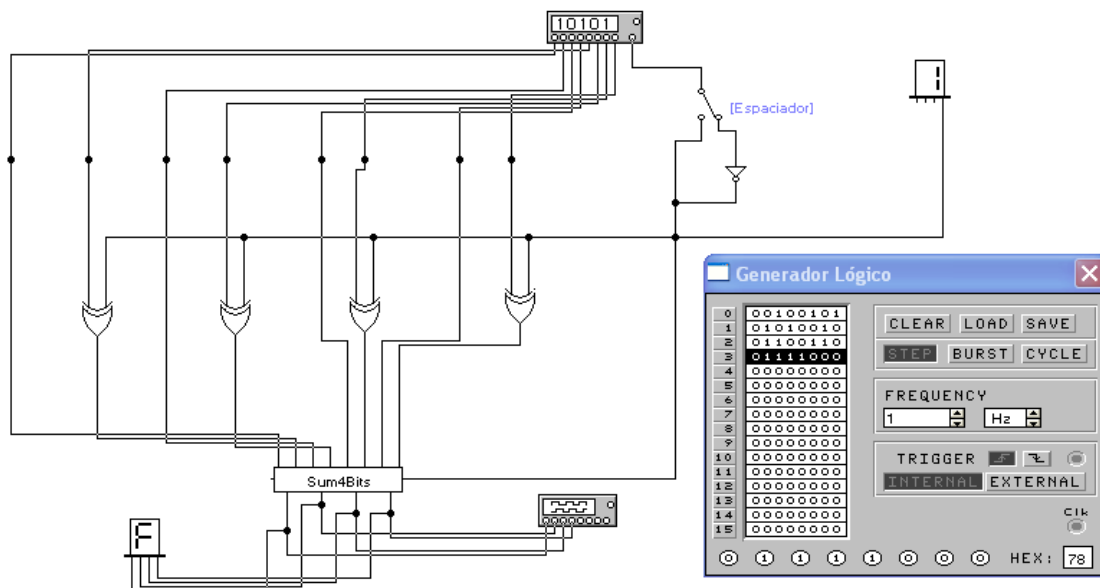 10101
1
[Espaciador]
Generador Lógico
0 00100101
1 01010010
2 01100110
3 01111000
4 00000000
5 00000000
6 00000000
7 00000000
8 00000000
9 00000000
10 00000000
11 00000000
12 00000000
13 00000000
14 00000000
15 00000000
CLEAR LOAD SAVE
STEP BURST CYCLE
FREQUENCY
1 Hz
TRIGGER
INTERNAL EXTERNAL
Clk
0 1 1 1 1 0 0 0 HEX: 78
Sum4Bits
F